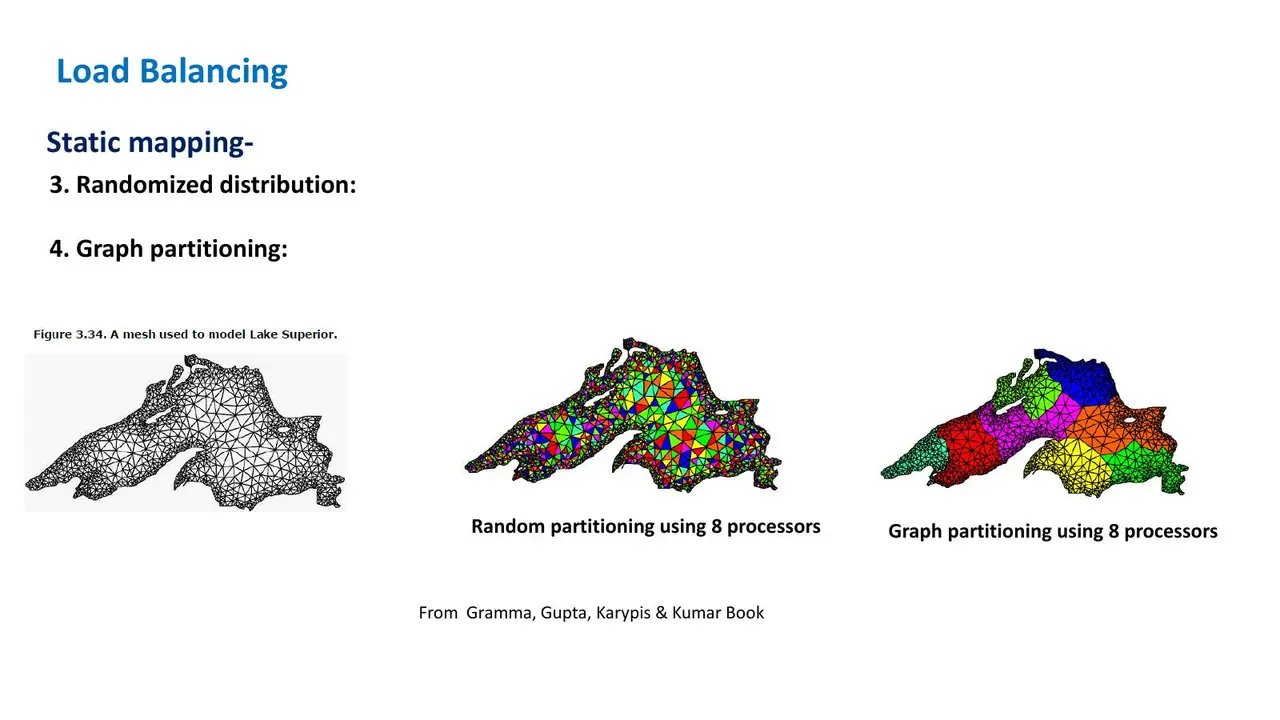 Load Balancing
Static mapping-
3. Randomized distribution:
4. Graph partitioning:
Figure 3.34. A mesh used to model Lake Superior.
Random partitioning using 8 processors
Graph partitioning using 8 processors
From  Gramma, Gupta, Karypis & Kumar Book